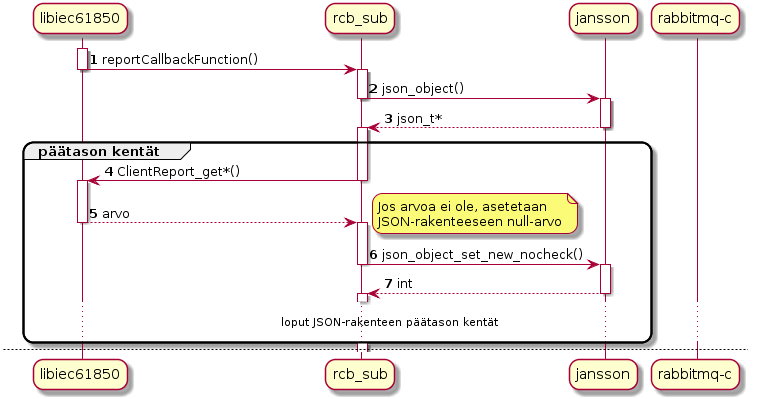 libiec61850 rcb_sub jansson rabbitmq-c
1 reportCallbackFunction()
2 json_object()
3 json_t*
päätason kentät
4 ClientReport_get*()
Jos arvoa ei ole, asetetaan
JSON-rakenteeseen null-arvo
5 arvo
6 json_object_set_new_nocheck()
7 int
loput JSON-rakenteen päätason kentät
libiec61850 rcb_sub jansson rabbitmq-c